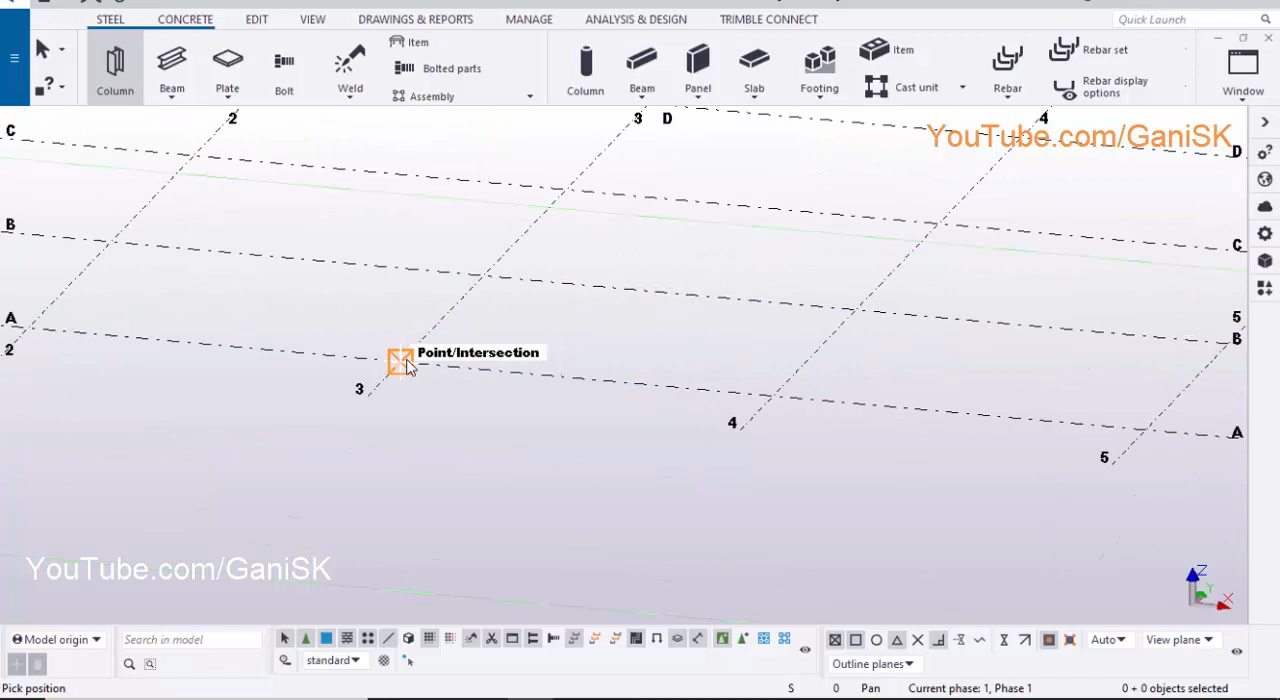 STEEL CONCRETE EDIT VIEW DRAWINGS & REPORTS MANAGE ANALYSIS & DESIGN TRIMBLE CONNECT Quick Launch
Item
Bolted parts
Assembly
Column Beam Plate Bolt Weld
Column Beam Panel Slab Footing
Item
Cast unit
Rebar
Rebar set
Rebar display
options
Window
2 3 D 4
YouTube.com/GaniSK
C
D
B
C
A
5
2
B
Point/Intersection
3
4
A
5
YouTube.com/GaniSK
Z
Y
X
Model origin Search in model
Auto View plane
standard
Outline planes
Pick position S 0 Pan Current phase: 1, Phase 1 0 + 0 objects selected